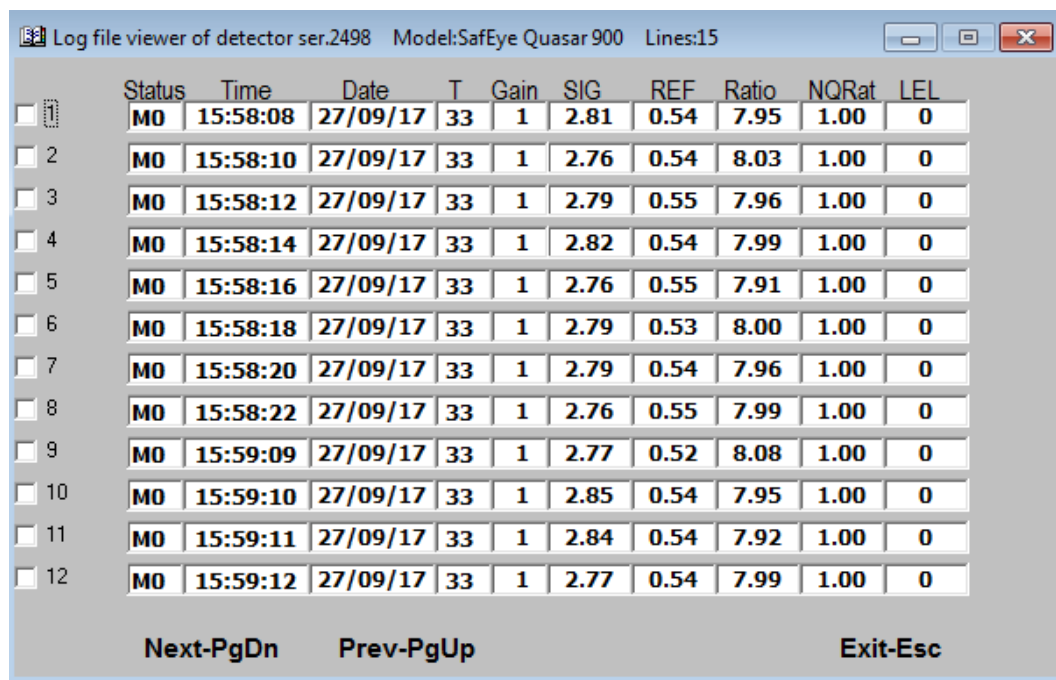 Log file viewer of detector ser.2498 Model:SafEye Quasar 900 Lines:15
Status Time Date T Gain SIG REF Ratio NQRat LEL
1 M0 15:58:08 27/09/17 33 1 2.81 0.54 7.95 1.00 0
2 M0 15:58:10 27/09/17 33 1 2.76 0.54 8.03 1.00 0
3 M0 15:58:12 27/09/17 33 1 2.79 0.55 7.96 1.00 0
4 M0 15:58:14 27/09/17 33 1 2.82 0.54 7.99 1.00 0
5 M0 15:58:16 27/09/17 33 1 2.76 0.55 7.91 1.00 0
6 M0 15:58:18 27/09/17 33 1 2.79 0.53 8.00 1.00 0
7 M0 15:58:20 27/09/17 33 1 2.79 0.54 7.96 1.00 0
8 M0 15:58:22 27/09/17 33 1 2.76 0.55 7.99 1.00 0
9 M0 15:59:09 27/09/17 33 1 2.77 0.52 8.08 1.00 0
10 M0 15:59:10 27/09/17 33 1 2.85 0.54 7.95 1.00 0
11 M0 15:59:11 27/09/17 33 1 2.84 0.54 7.92 1.00 0
12 M0 15:59:12 27/09/17 33 1 2.77 0.54 7.99 1.00 0
Next-PgDn Prev-PgUp Exit-Esc